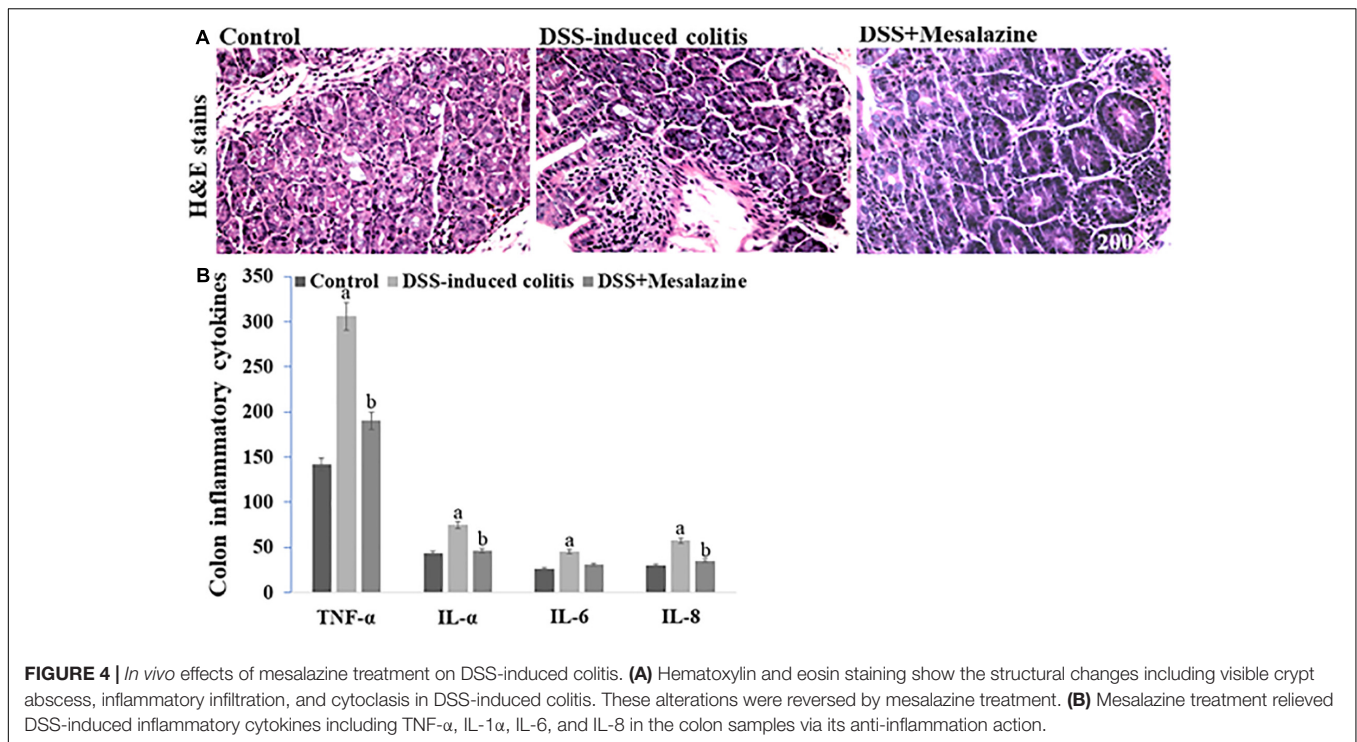 A Control DSS-induced colitis DSS+Mesalazine
H&E stains
200 ×
B
Colon inflammatory cytokines
350
300
250
200
150
100
50
0
Control DSS-induced colitis DSS+Mesalazine
a
b
a
b
a
a
b
TNF-α IL-α IL-6 IL-8
FIGURE 4 | In vivo effects of mesalazine treatment on DSS-induced colitis. (A) Hematoxylin and eosin staining show the structural changes including visible crypt
abscess, inflammatory infiltration, and cytoclasis in DSS-induced colitis. These alterations were reversed by mesalazine treatment. (B) Mesalazine treatment relieved
DSS-induced inflammatory cytokines including TNF-α, IL-1α, IL-6, and IL-8 in the colon samples via its anti-inflammation action.